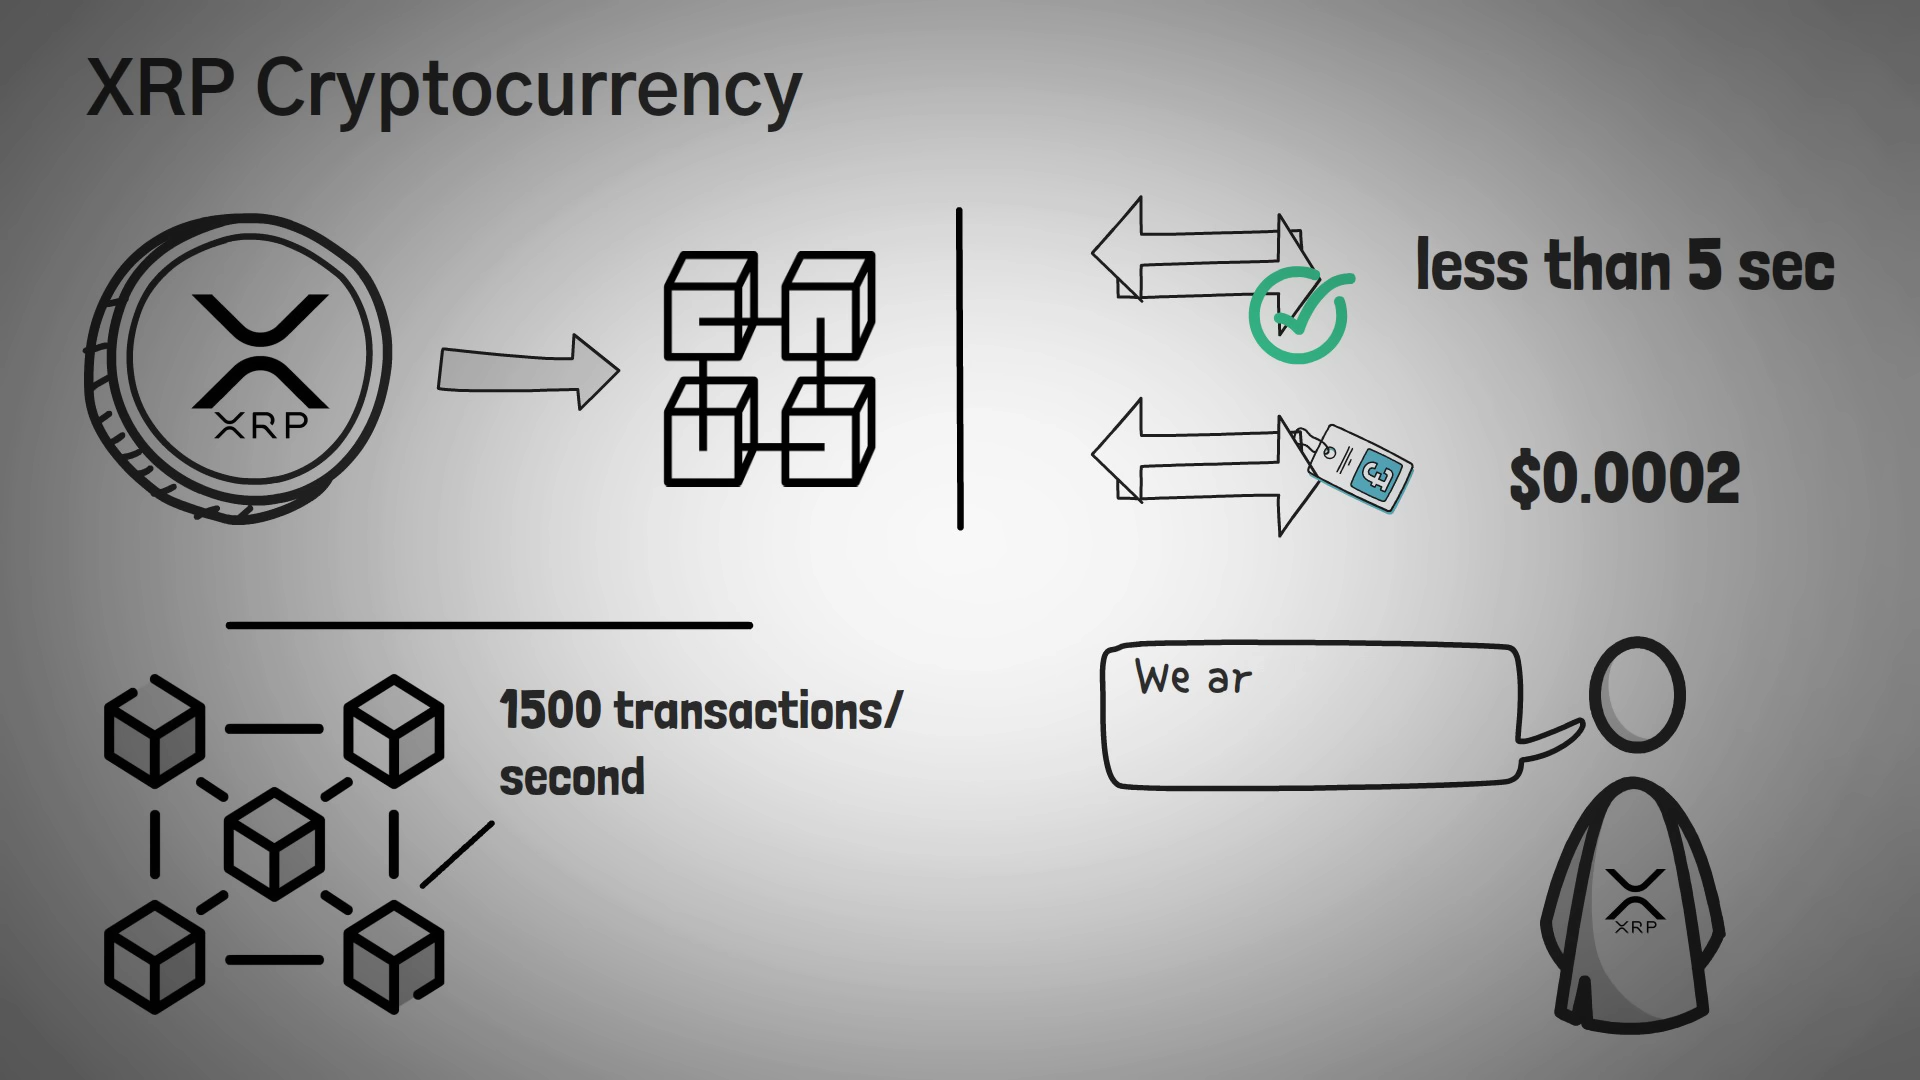 XRP Cryptocurrency
XRP
less than 5 sec
£
$0.0002
1500 transactions/
second
We ar
XRP